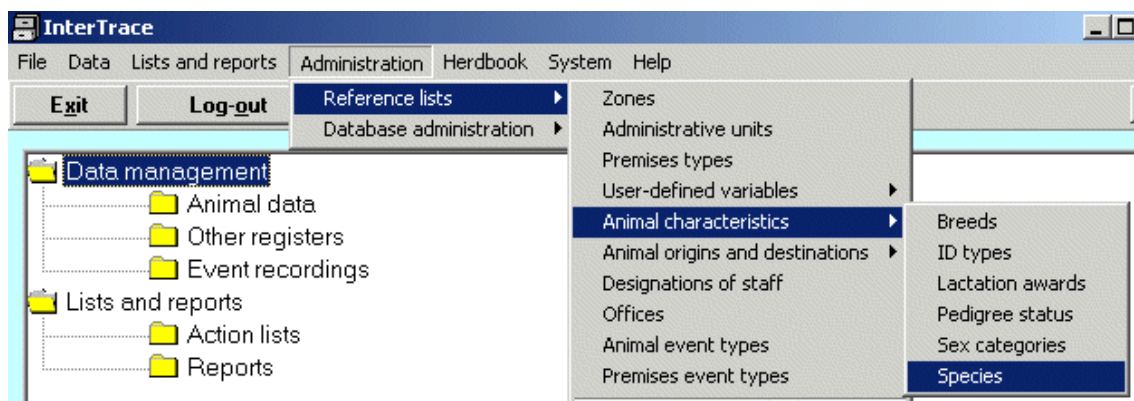 InterTrace
File Data Lists and reports Administration Herdbook System Help
Exit Log-out
Reference lists
Database administration
Zones
Administrative units
Premises types
User-defined variables
Animal characteristics
Animal origins and destinations
Designations of staff
Offices
Animal event types
Premises event types
Breeds
ID types
Lactation awards
Pedigree status
Sex categories
Species
Data management
Animal data
Other registers
Event recordings
Lists and reports
Action lists
Reports